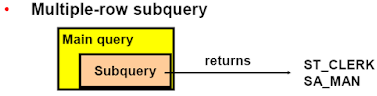 • Multiple-row subquery
Main query
Subquery
returns
ST_CLERK
SA_MAN